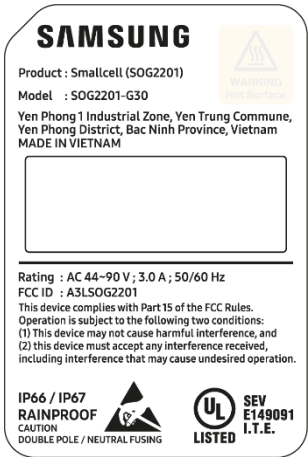 SAMSUNG
Product : Smallcell (SOG2201)
WARNING
Hot Surface
Model : SOG2201-G30
Yen Phong 1 Industrial Zone, Yen Trung Commune,
Yen Phong District, Bac Ninh Province, Vietnam
MADE IN VIETNAM
Rating : AC 44~90 V ; 3.0 A ; 50/60 Hz
FCC ID : A3LSOG2201
This device complies with Part 15 of the FCC Rules.
Operation is subject to the following two conditions:
(1) This device may not cause harmful interference, and
(2) this device must accept any interference received,
including interference that may cause undesired operation.
IP66 / IP67
RAINPROOF
CAUTION
DOUBLE POLE / NEUTRAL FUSING
UL
LISTED
SEV
E149091
I.T.E.